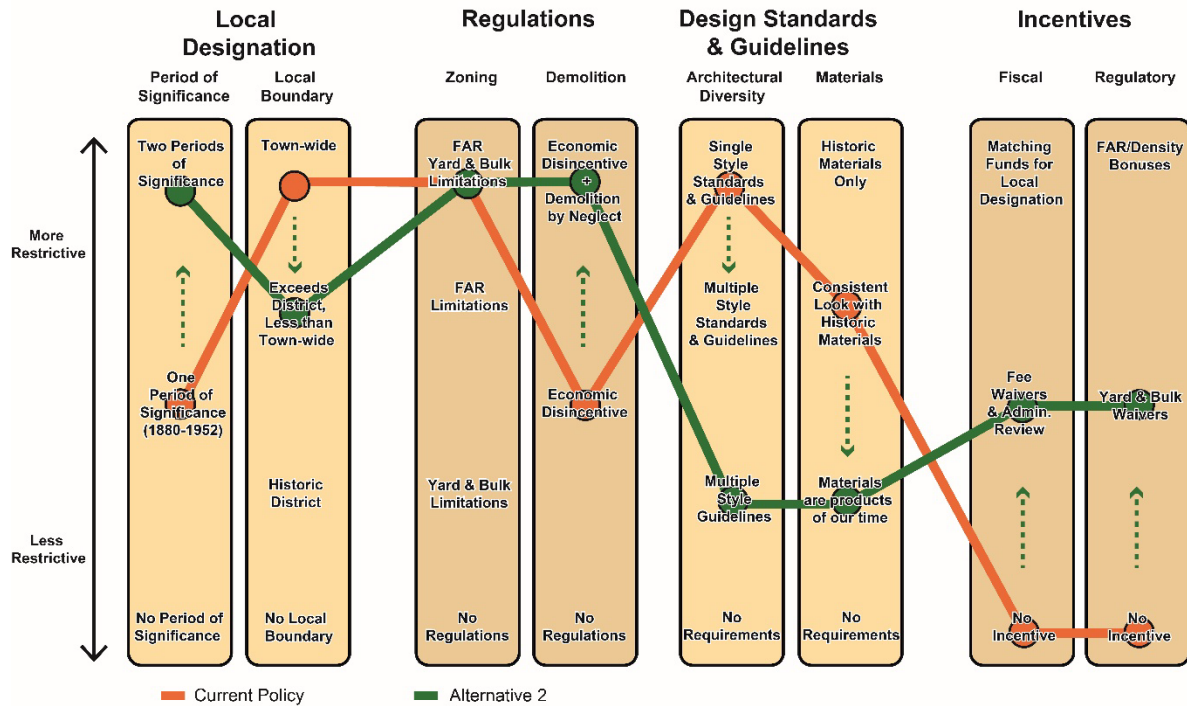 Local
Designation
Regulations
Design Standards
& Guidelines
Incentives
Period of
Significance
Local
Boundary
Zoning
Demolition
Architectural
Diversity
Materials
Fiscal
Regulatory
More
Restrictive
Less
Restrictive
Two Periods
of
Significance
One
Period of
Significance
(1880-1952)
No Period of
Significance
Town-wide
Exceeds
District,
Less than
Town-wide
Historic
District
No Local
Boundary
FAR
Yard & Bulk
Limitations
FAR
Limitations
Yard & Bulk
Limitations
No
Regulations
Economic
Disincentive
+
Demolition
by Neglect
Economic
Disincentive
No
Regulations
Single
Style
Standards
& Guidelines
Multiple
Style
Standards
& Guidelines
Multiple
Style
Guidelines
No
Requirements
Historic
Materials
Only
Consistent
Look with
Historic
Materials
Materials
are products
of our time
No
Requirements
Matching
Funds for
Local
Designation
Fee
Waivers
& Admin.
Review
No
Incentive
FAR/Density
Bonuses
Yard & Bulk
Waivers
No
Incentive
Current Policy
Alternative 2